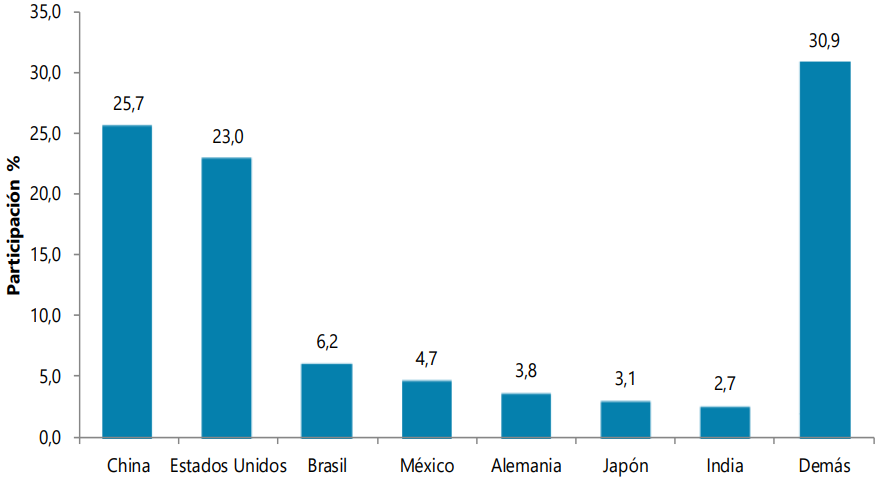 Participación %
35,0
30,0
25,0
20,0
15,0
10,0
5,0
0,0
25,7
23,0
6,2
4,7
3,8
3,1
2,7
30,9
China
Estados Unidos
Brasil
México
Alemania
Japón
India
Demás